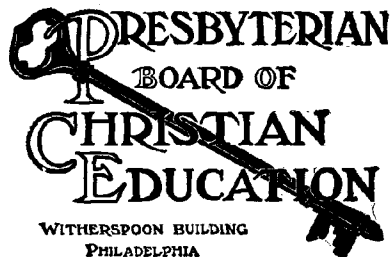 PRESBYTERIAN
BOARD OF
CHRISTIAN
EDUCATION
WITHERSPOON BUILDING
PHILADELPHIA